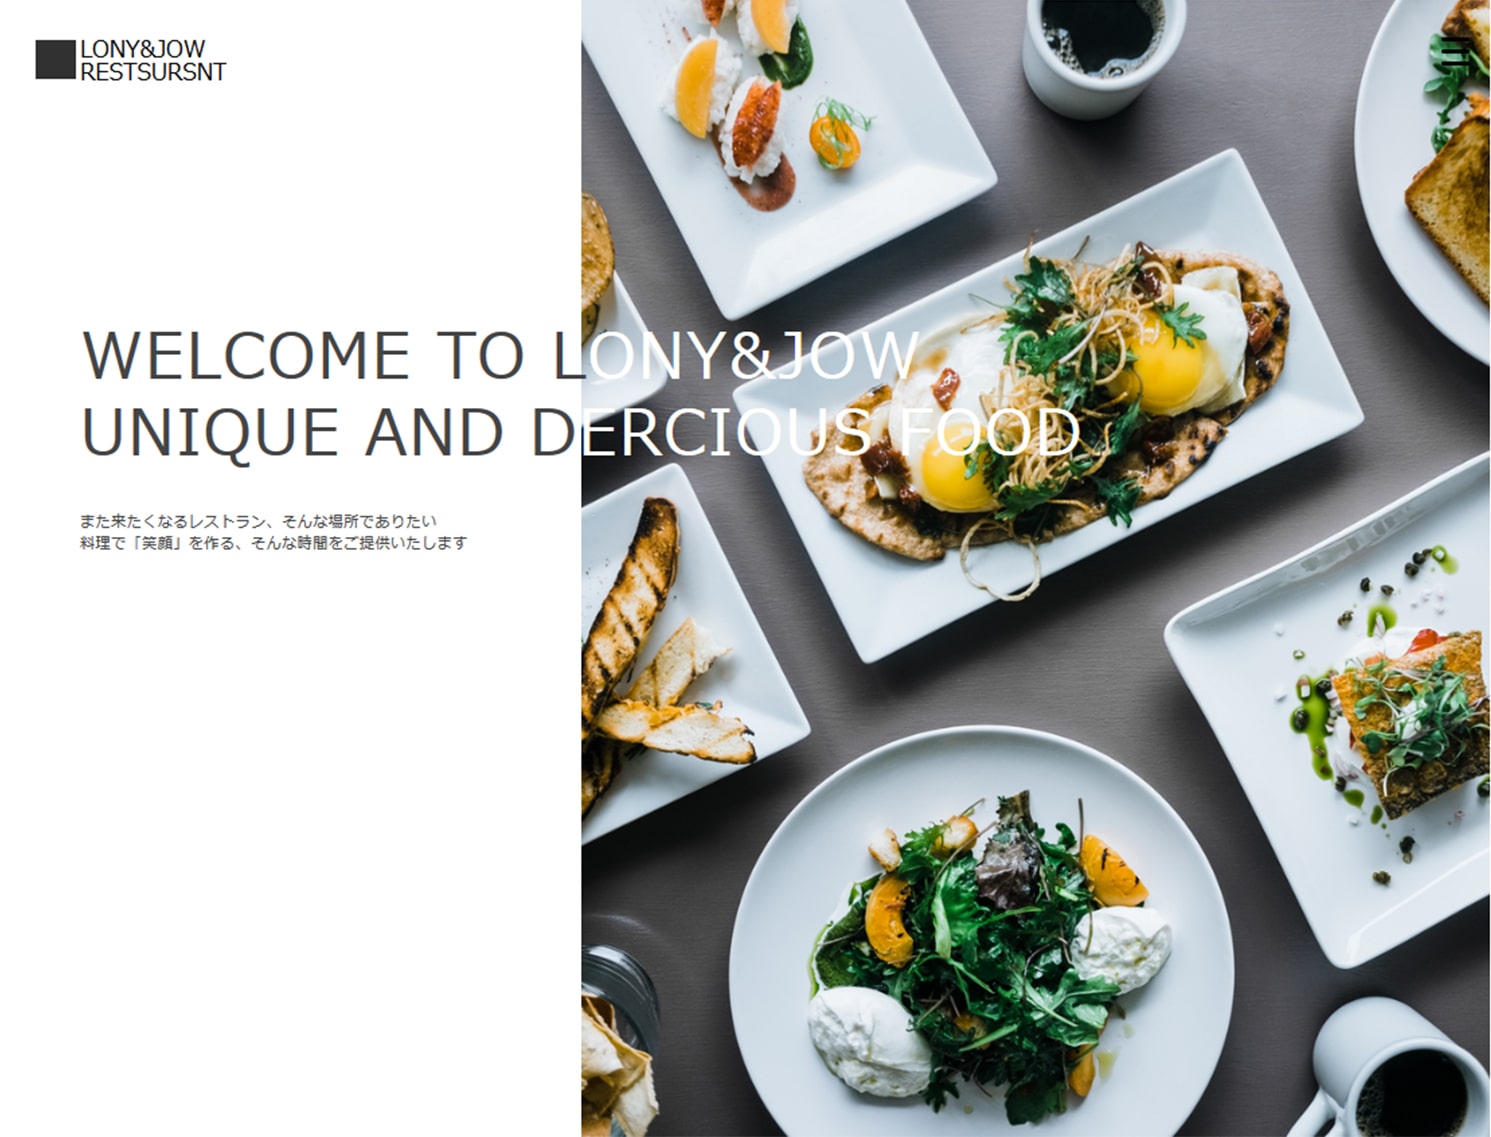 LONY&JOW
RESTSURSNT
WELCOME TO LONY&JOW
UNIQUE AND DERCIOUS FOOD
また来たくなるレストラン、そんな場所でありたい
料理で「笑顔」を作る、そんな時間をご提供いたします